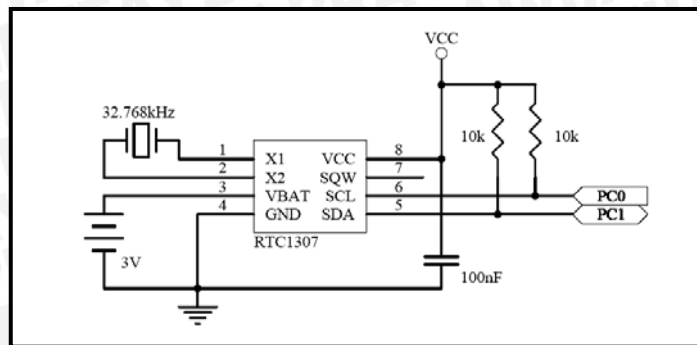 VCC
32.768kHz
10k
10k
1
X1
VCC
8
2
X2
SQW
7
3
VBAT
SCL
6
PC0
4
GND
SDA
5
PC1
RTC1307
3V
100nF